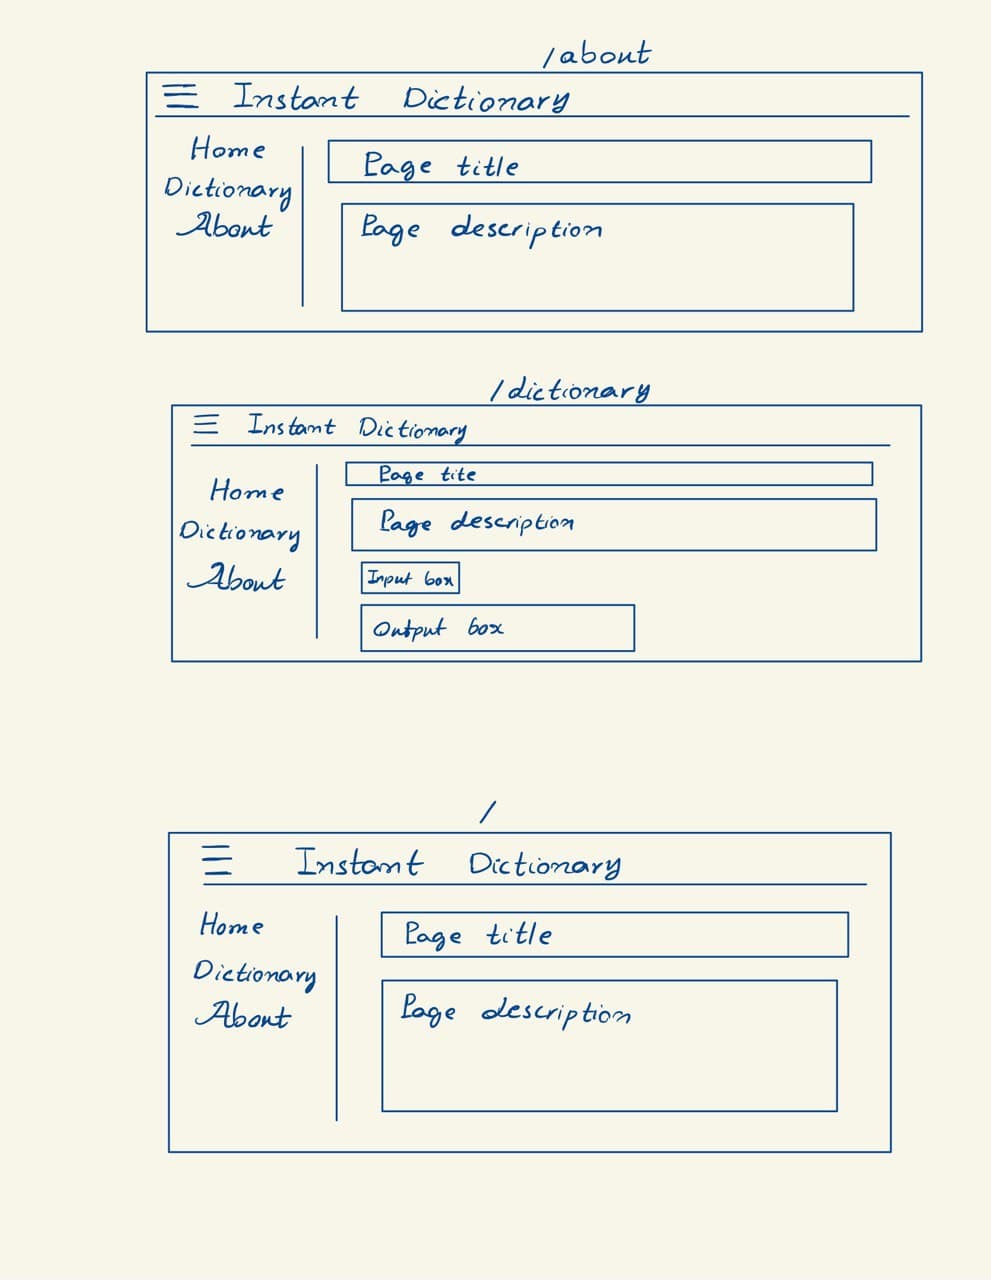 /about
Instant Dictionary
Home
Dictionary
About
Page title
Page description
/dictionary
Instant Dictionary
Home
Dictionary
About
Page tite
Page description
Input box
Output box
/
Instant Dictionary
Home
Dictionary
About
Page title
Page description